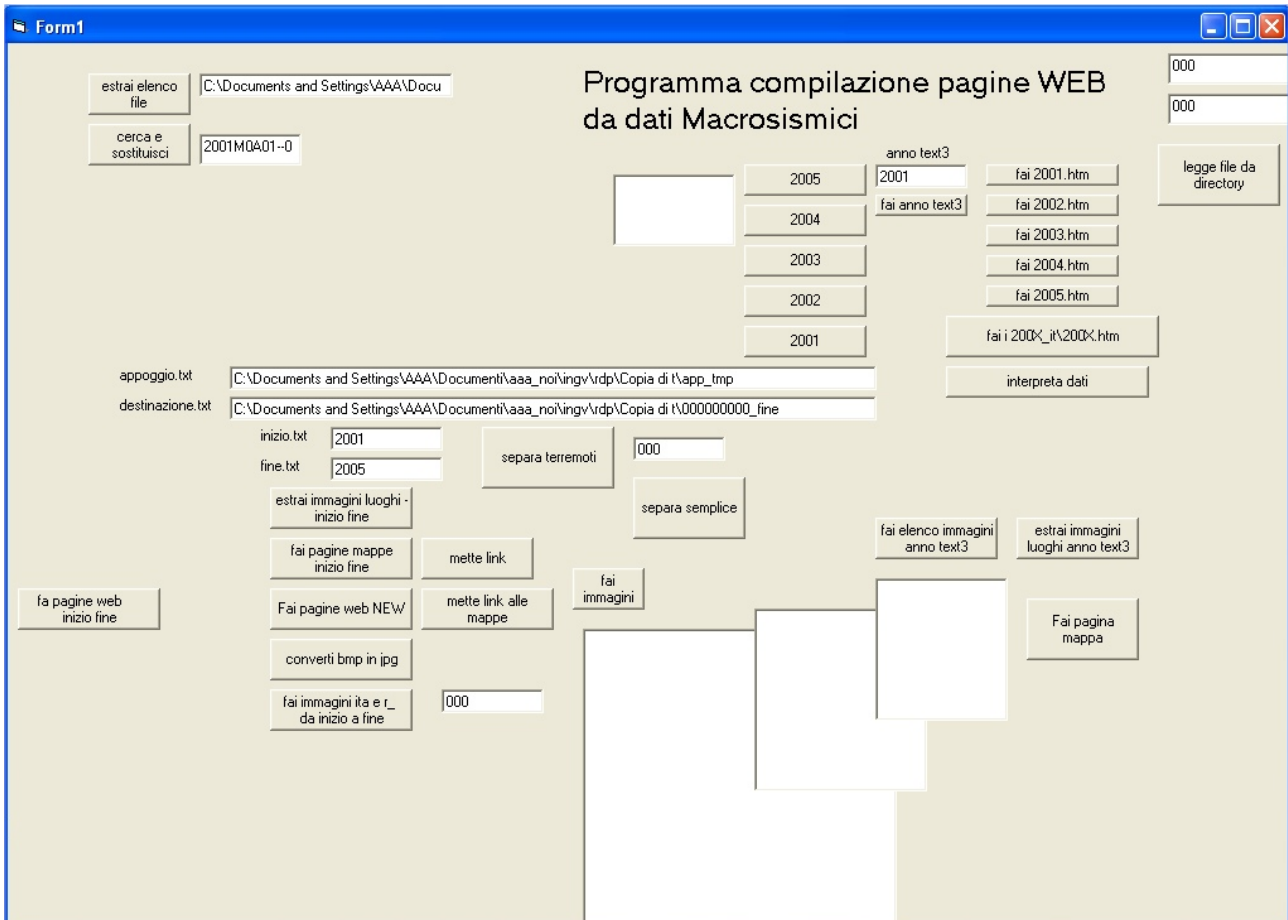 Form1
estrai elenco
file
C:\Documents and Settings\AAA\Docu
Programma compilazione pagine WEB
da dati Macrosismici
000
000
cerca e
sostituisci
2001M0A01--0
legge file da
directory
anno text3
2001
fai anno text3
2005
2004
2003
2002
2001
fai 2001.htm
fai 2002.htm
fai 2003.htm
fai 2004.htm
fai 2005.htm
fai i 200X_it\200X.htm
interpreta dati
appoggio.txt
C:\Documents and Settings\AAA\Documenti\aaa_noi\ingv\rdp\Copia di t\app_tmp
destinazione.txt
C:\Documents and Settings\AAA\Documenti\aaa_noi\ingv\rdp\Copia di t\000000000_fine
inizio.txt
2001
fine.txt
2005
separa terremoti
000
separa semplice
estrai immagini luoghi -
inizio fine
fai pagine mappe
inizio fine
mette link
fai elenco immagini
anno text3
estrai immagini
luoghi anno text3
fai
immagini
fa pagine web
inizio fine
Fai pagine web NEW
mette link alle
mappe
Fai pagina
mappa
converti bmp in jpg
fai immagini ita e r_
da inizio a fine
000